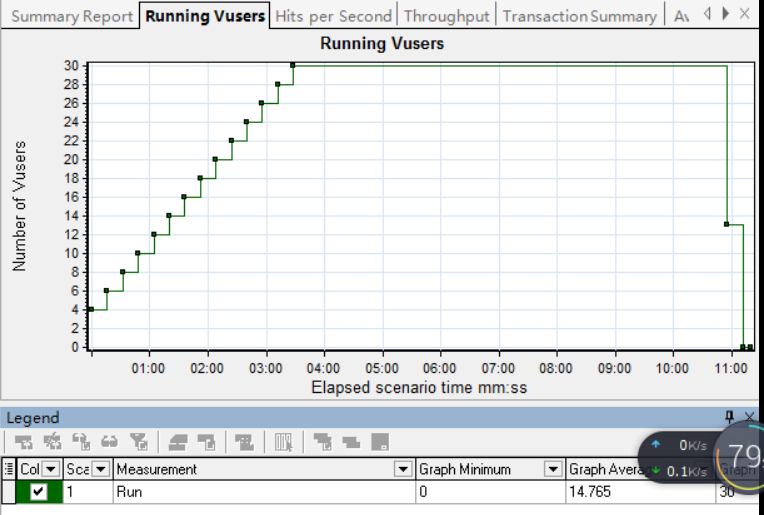 Summary Report Running Vusers Hits per Second Throughput Transaction Summary
Running Vusers
Number of Vusers
30
28
26
24
22
20
18
16
14
12
10
8
6
4
2
0
01:00 02:00 03:00 04:00 05:00 06:00 07:00 08:00 09:00 10:00 11:00
Elapsed scenario time mm:ss
Legend
0K/s
0.1K/s
79
Col Sca Measurement Graph Minimum Graph Avera Graph
1 Run 0 14.765 30